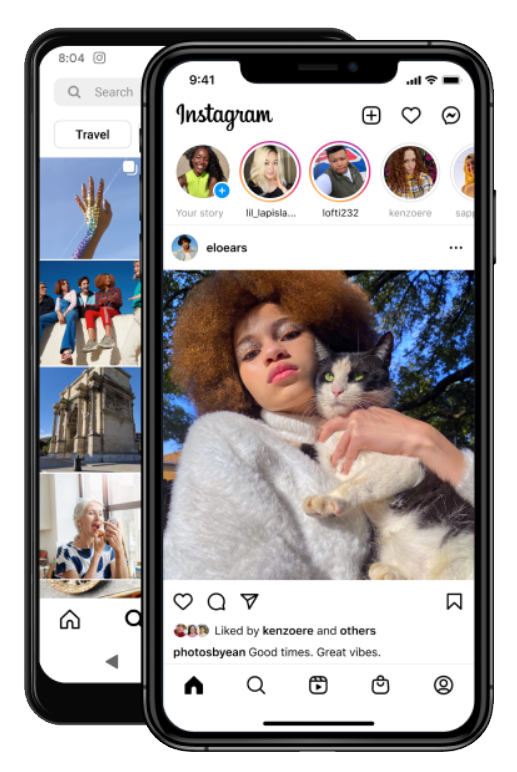 8:04
Search
Travel
9:41
Instagram
Your story
lil_lapisla...
lofti232
kenzoere
sapp
eloears
Liked by kenzoere and others
photosbyean Good times. Great vibes.